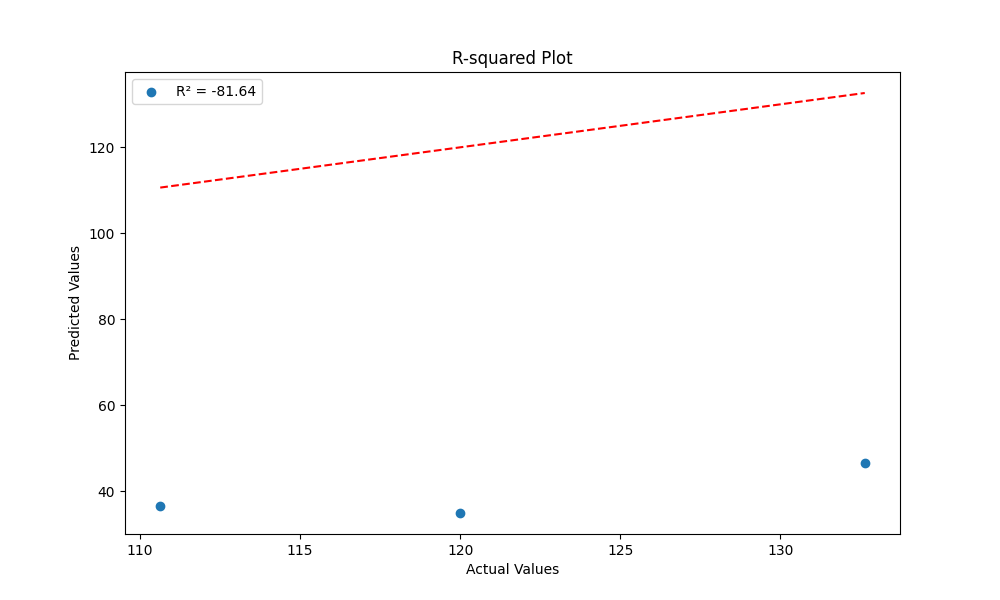 R-squared Plot
R² = -81.64
120
100
80
60
40
Predicted Values
110
115
120
125
130
Actual Values